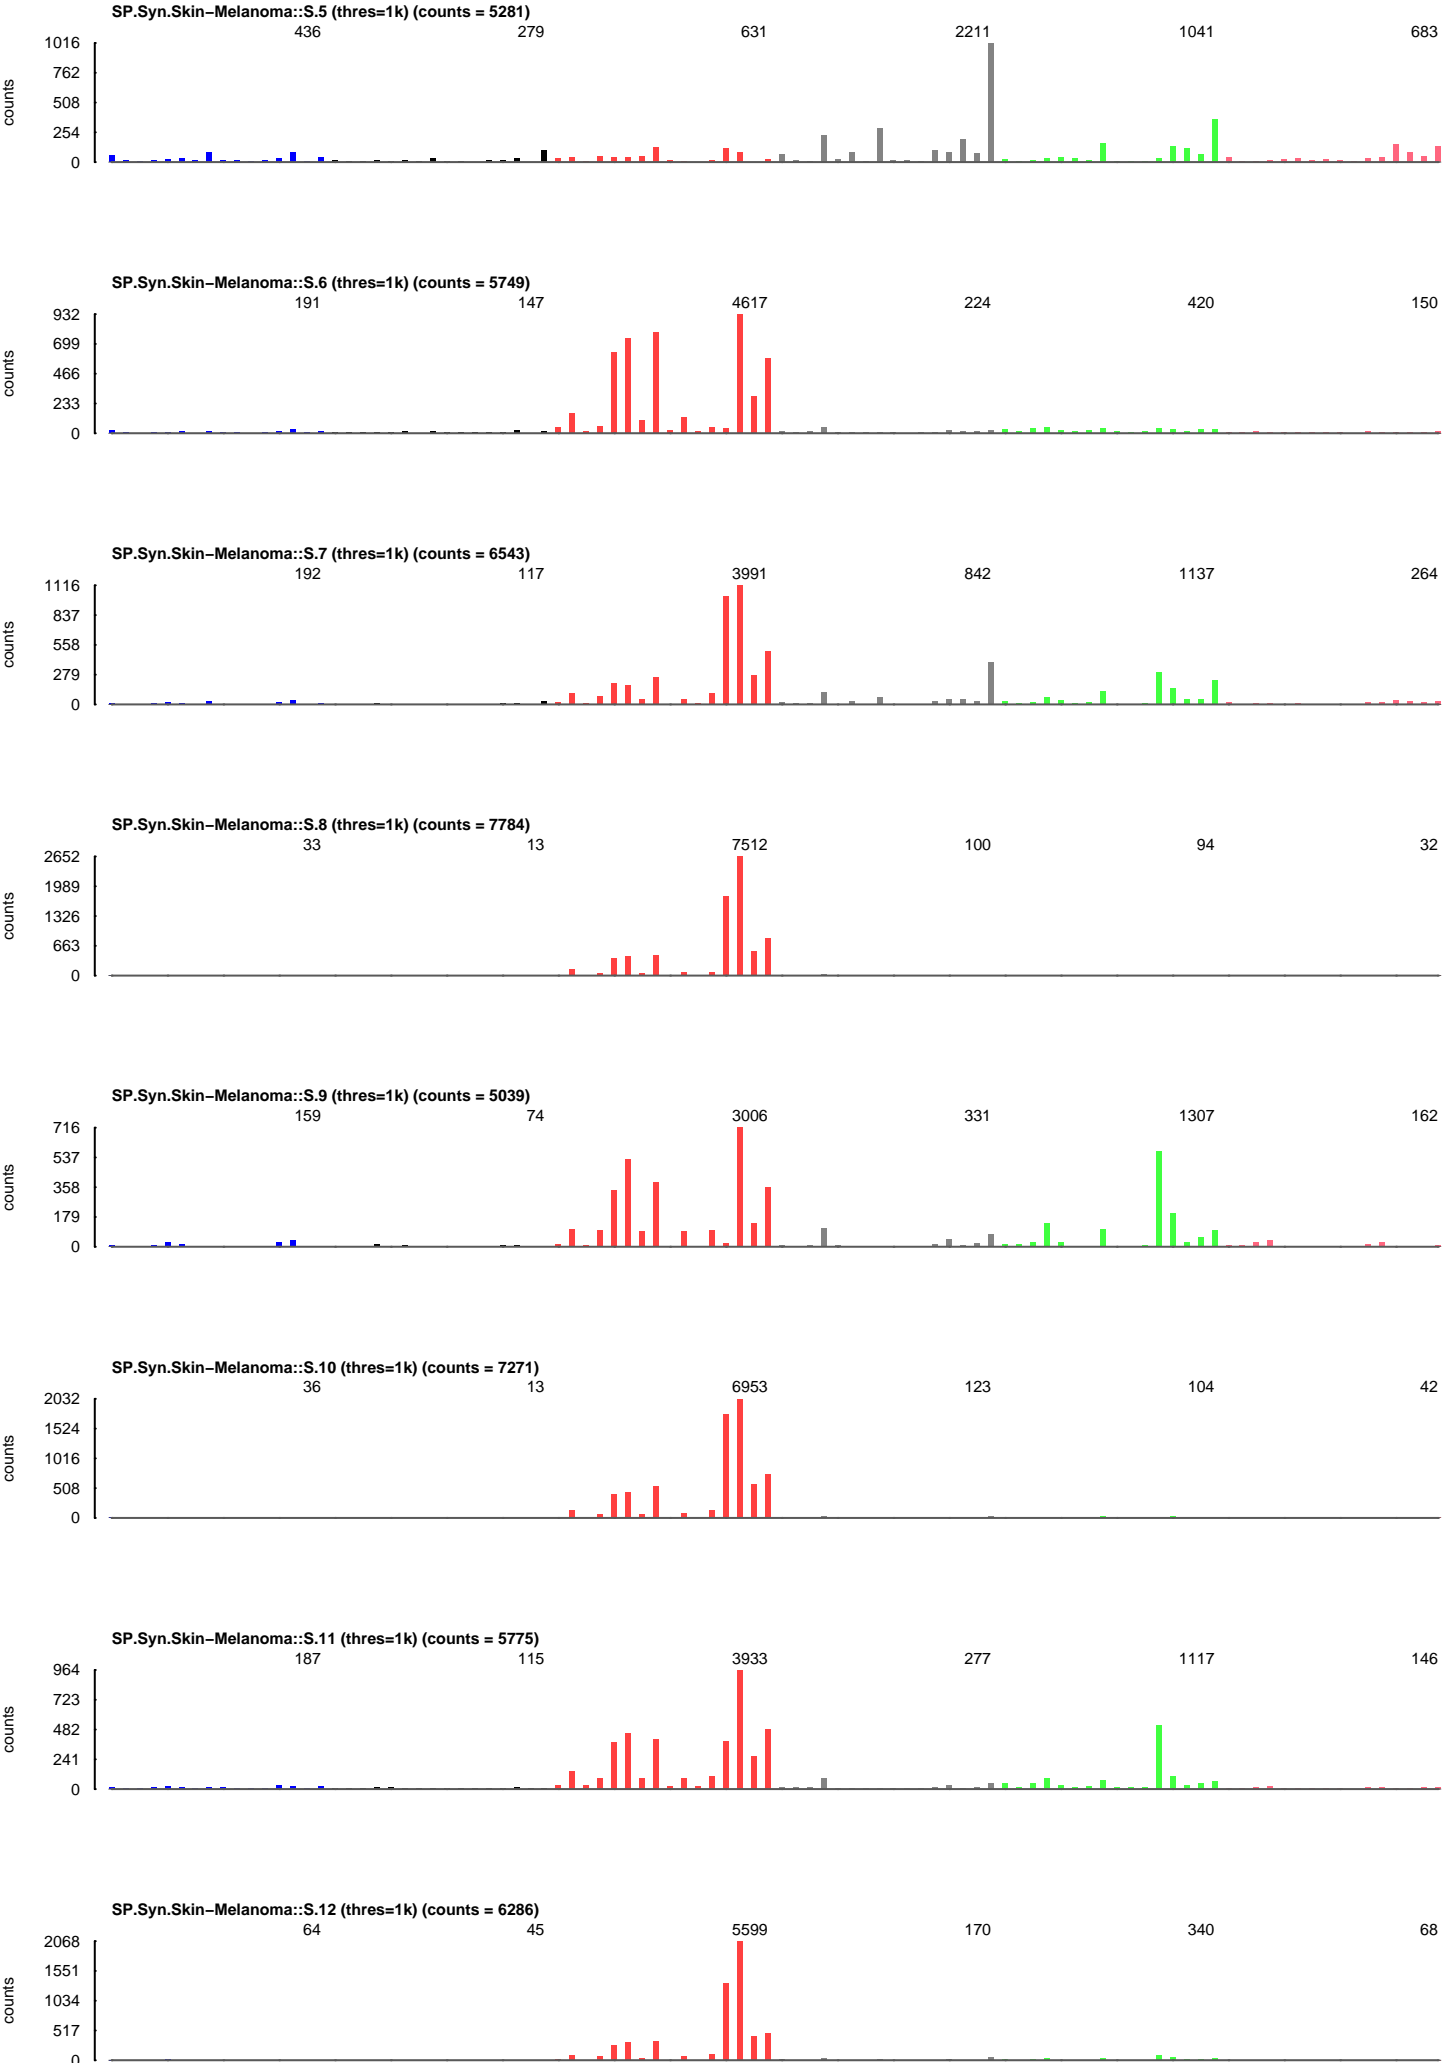 SP.Syn.Skin−Melanoma::S.5 (thres=1k) (counts = 5281)
436 279 631 2211 1041 683
1016
762
508
254
0
counts
SP.Syn.Skin−Melanoma::S.6 (thres=1k) (counts = 5749)
191 147 4617 224 420 150
932
699
466
233
0
counts
SP.Syn.Skin−Melanoma::S.7 (thres=1k) (counts = 6543)
192 117 3991 842 1137 264
1116
837
558
279
0
counts
SP.Syn.Skin−Melanoma::S.8 (thres=1k) (counts = 7784)
33 13 7512 100 94 32
2652
1989
1326
663
0
counts
SP.Syn.Skin−Melanoma::S.9 (thres=1k) (counts = 5039)
159 74 3006 331 1307 162
716
537
358
179
0
counts
SP.Syn.Skin−Melanoma::S.10 (thres=1k) (counts = 7271)
36 13 6953 123 104 42
2032
1524
1016
508
0
counts
SP.Syn.Skin−Melanoma::S.11 (thres=1k) (counts = 5775)
187 115 3933 277 1117 146
964
723
482
241
0
counts
SP.Syn.Skin−Melanoma::S.12 (thres=1k) (counts = 6286)
64 45 5599 170 340 68
2068
1551
1034
517
0
counts